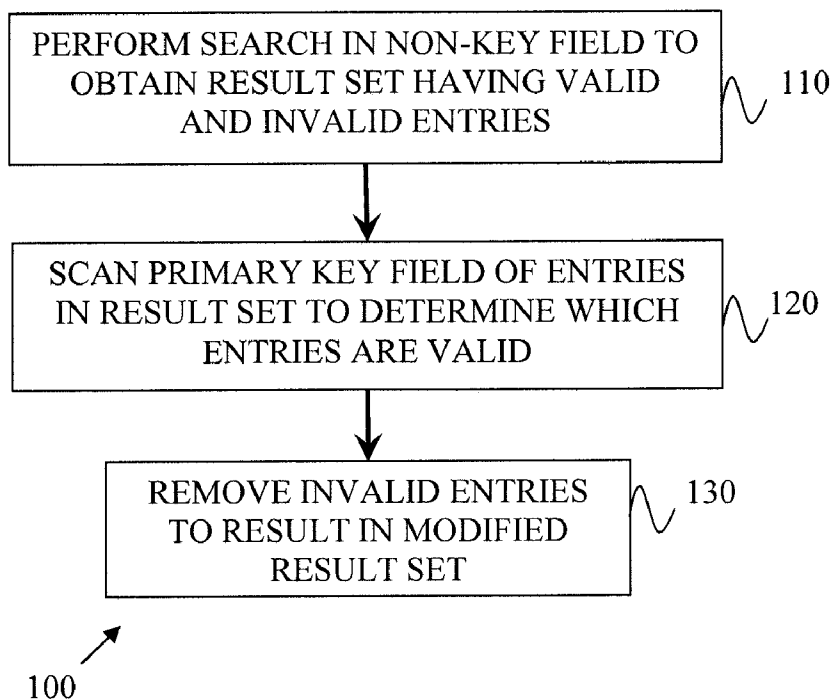 PERFORM SEARCH IN NON-KEY FIELD TO
OBTAIN RESULT SET HAVING VALID
AND INVALID ENTRIES
110
SCAN PRIMARY KEY FIELD OF ENTRIES
IN RESULT SET TO DETERMINE WHICH
ENTRIES ARE VALID
120
REMOVE INVALID ENTRIES
TO RESULT IN MODIFIED
RESULT SET
130
100